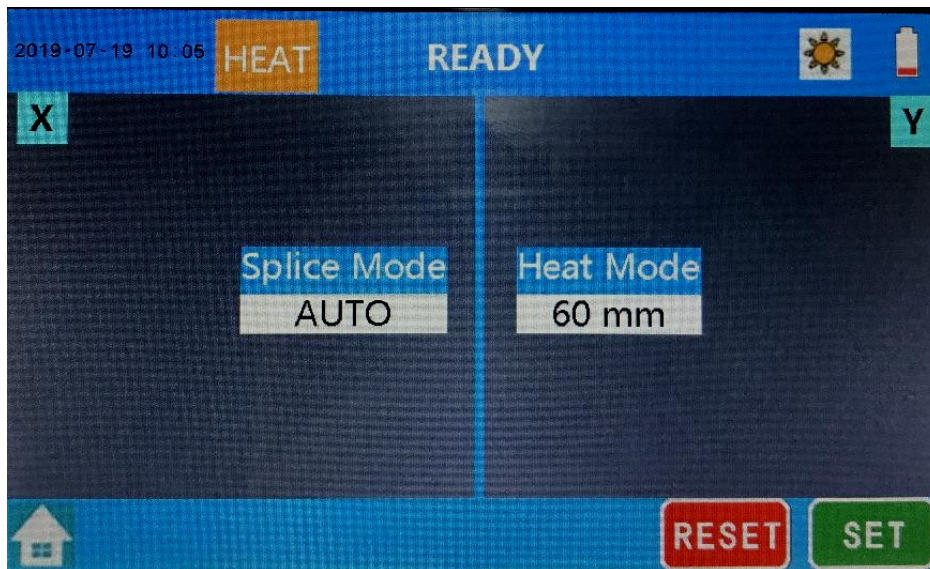 2019-07-19 10:05 HEAT READY
X Y
Splice Mode Heat Mode
AUTO 60 mm
RESET SET